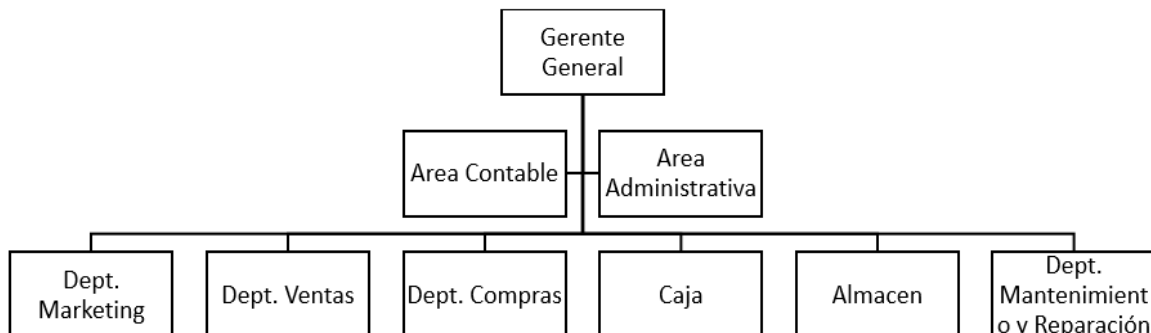 Gerente
General
Area Contable
Area
Administrativa
Dept.
Marketing
Dept. Ventas
Dept. Compras
Caja
Almacen
Dept.
Mantenimient
o y Reparación